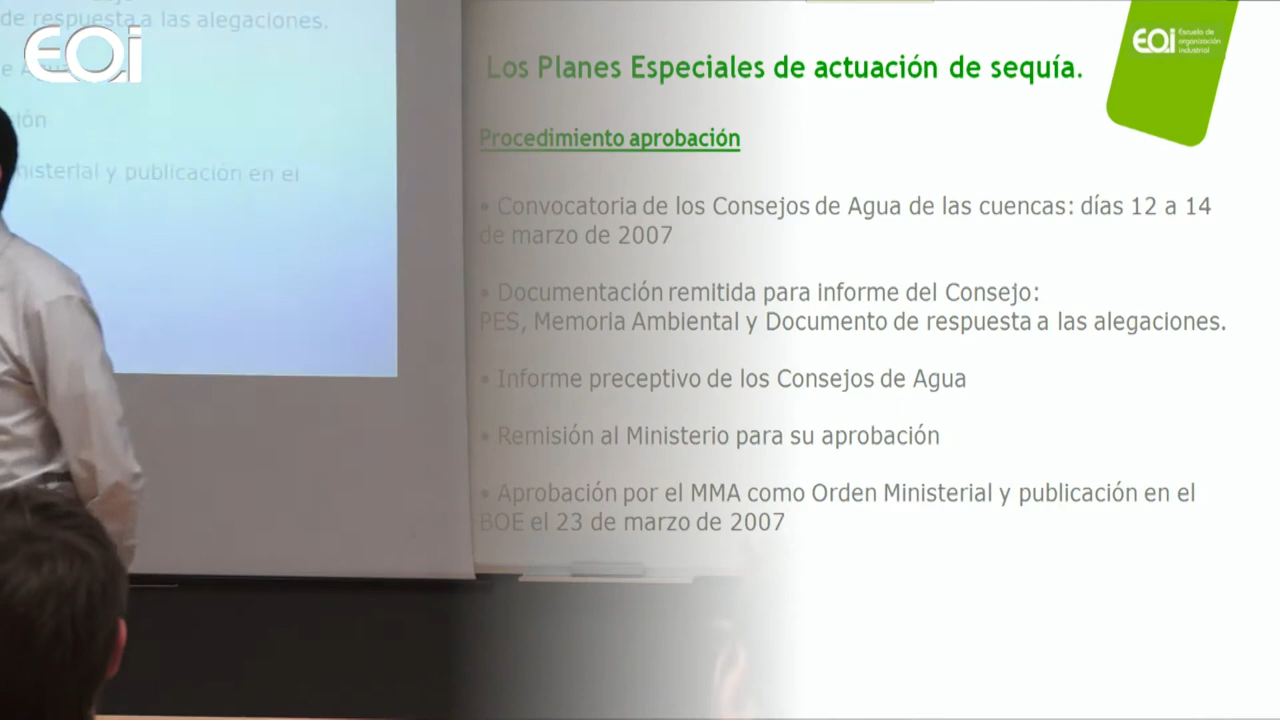 de respuesta a las alegaciones.
EOi
ión
nisterial y publicación en el
Los Planes Especiales de actuación de sequía.
EOi Escuela de
organización
industrial
Procedimiento aprobación
• Convocatoria de los Consejos de Agua de las cuencas: días 12 a 14
de marzo de 2007
• Documentación remitida para informe del Consejo:
PES, Memoria Ambiental y Documento de respuesta a las alegaciones.
• Informe preceptivo de los Consejos de Agua
• Remisión al Ministerio para su aprobación
• Aprobación por el MMA como Orden Ministerial y publicación en el
BOE el 23 de marzo de 2007